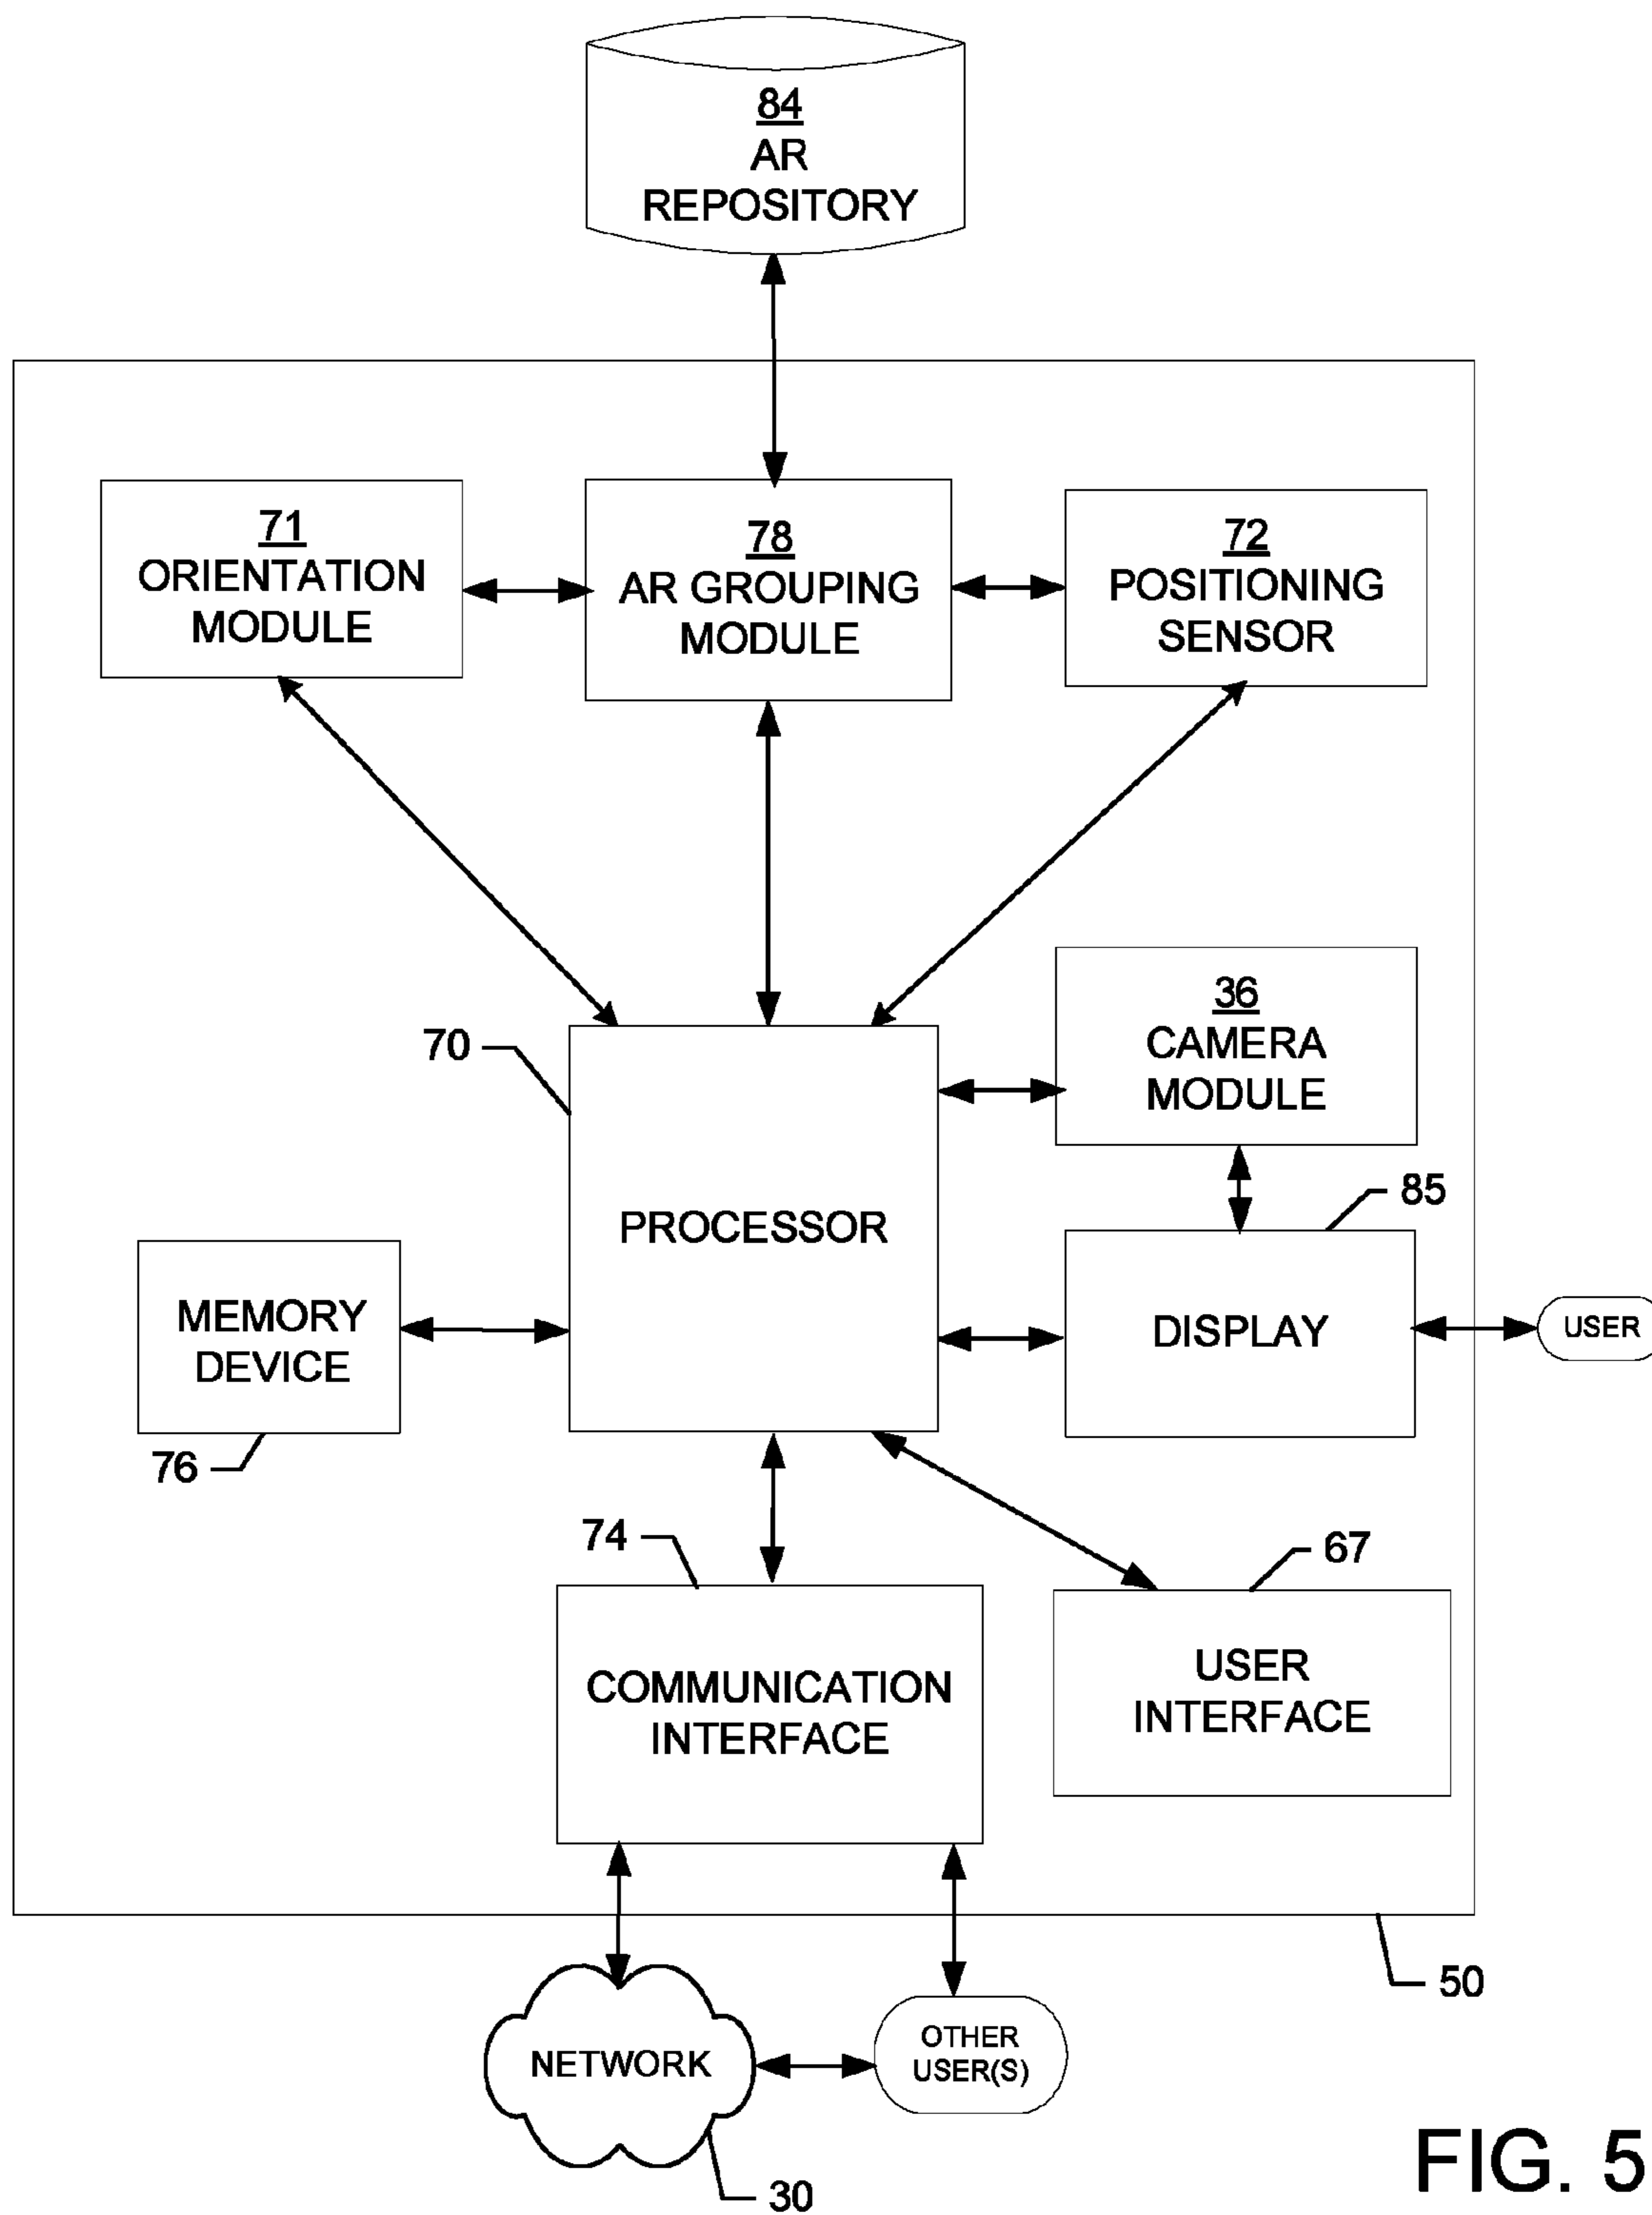 84
AR
REPOSITORY
71
ORIENTATION
MODULE
78
AR GROUPING
MODULE
72
POSITIONING
SENSOR
70
PROCESSOR
36
CAMERA
MODULE
85
DISPLAY
USER
MEMORY
DEVICE
76
74
COMMUNICATION
INTERFACE
67
USER
INTERFACE
50
NETWORK
30
OTHER
USER(S)
FIG. 5